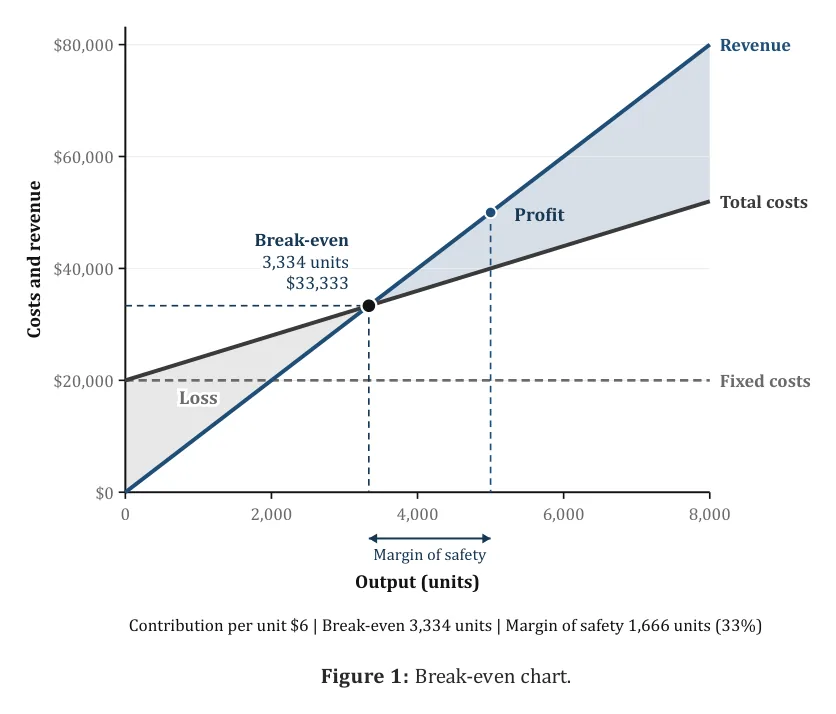 $80,000
Revenue
$60,000
Total costs
Profit
Break-even
3,334 units
$33,333
$40,000
Costs and revenue
$20,000
Fixed costs
Loss
$0
0 2,000 4,000 6,000 8,000
Margin of safety
Output (units)
Contribution per unit $6 | Break-even 3,334 units | Margin of safety 1,666 units (33%)
Figure 1: Break-even chart.